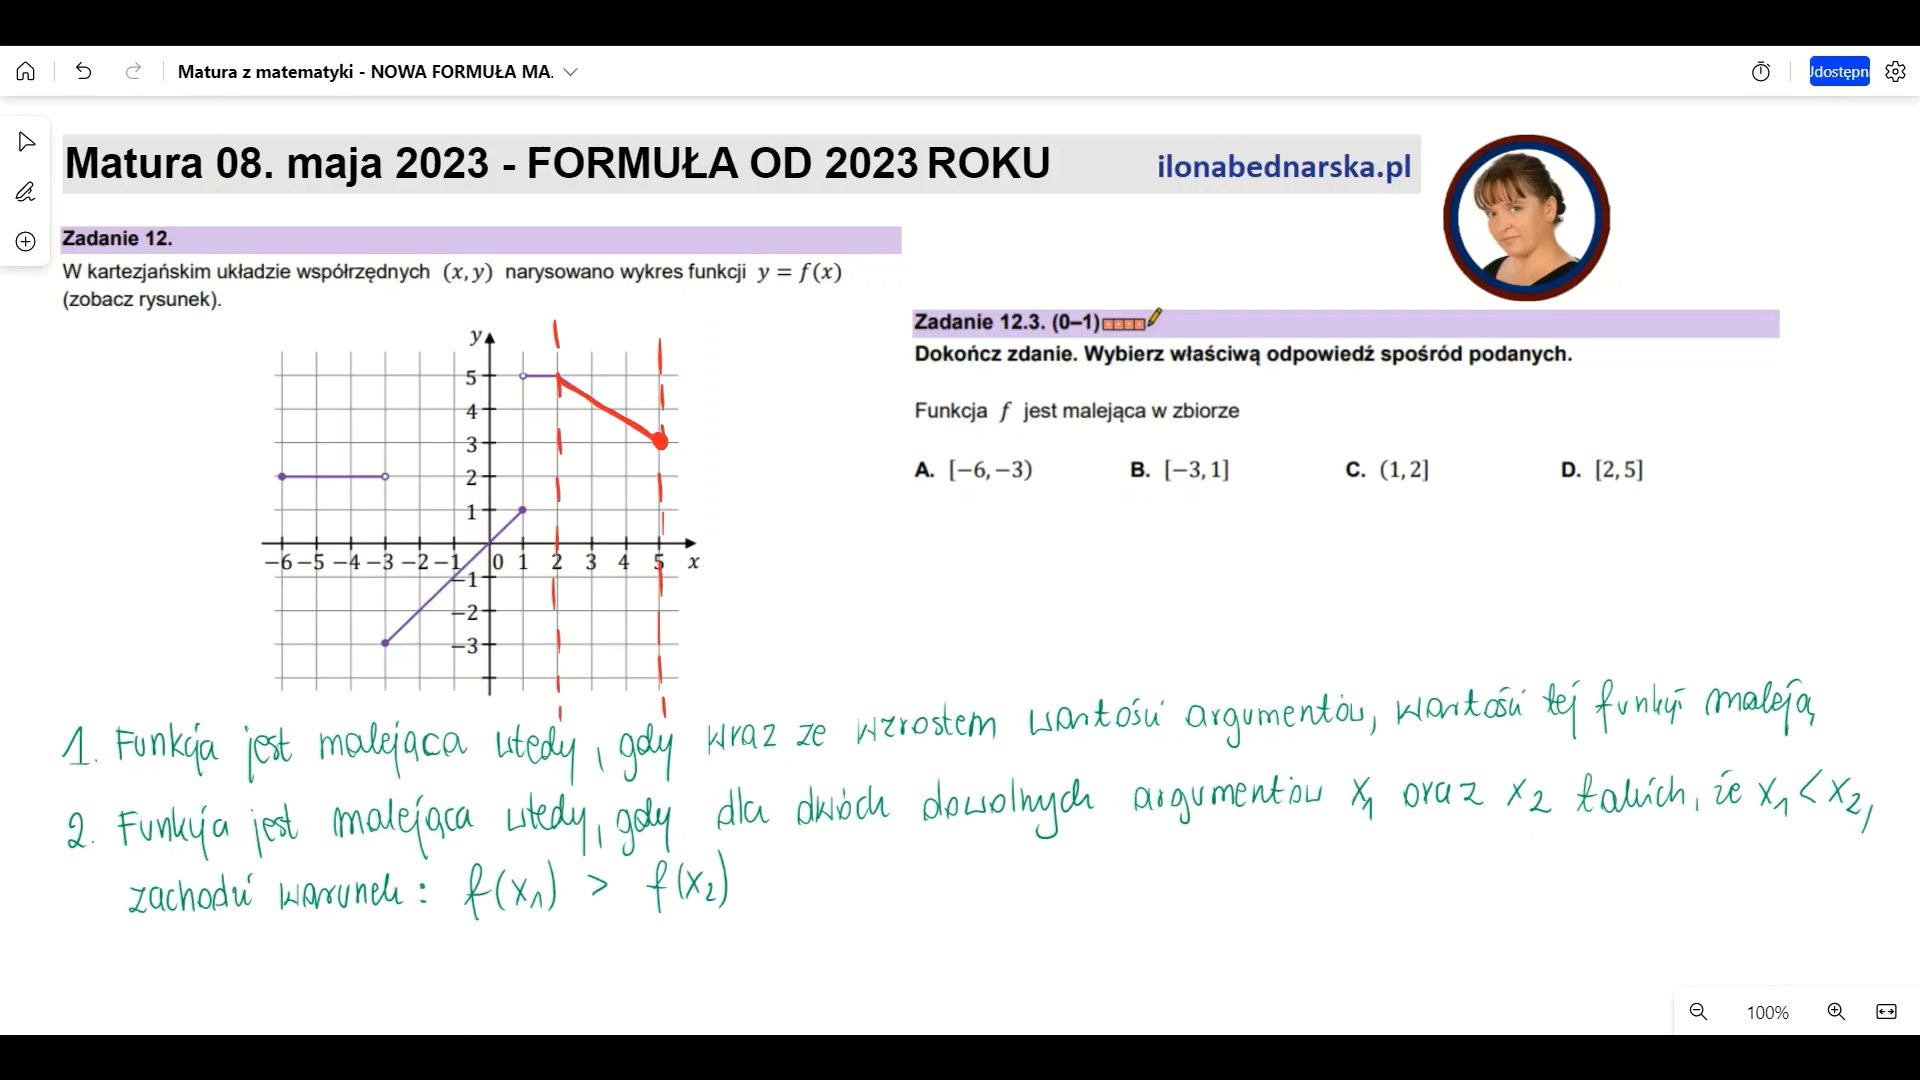 Matura z matematyki - NOWA FORMUŁA MA.
Matura 08. maja 2023 - FORMUŁA OD 2023 ROKU
ilonabednarska.pl
Zadanie 12.
W kartezjańskim układzie współrzędnych (x, y) narysowano wykres funkcji y = f(x)
(zobacz rysunek).
y
5
4
3
2
1
−6 −5 −4 −3 −2 −1 0 1 2 3 4 5 x
−1
−2
−3
Zadanie 12.3. (0–1)
Dokończ zdanie. Wybierz właściwą odpowiedź spośród podanych.
Funkcja f jest malejąca w zbiorze
A. [−6, −3) B. [−3, 1] C. (1, 2] D. [2, 5]
1. Funkcja jest malejąca wtedy, gdy wraz ze wzrostem wartości argumentów, wartości tej funkcji maleją
2. Funkcja jest malejąca wtedy, gdy dla dwóch dowolnych argumentów x₁ oraz x₂ takich, że x₁ < x₂,
zachodzi warunek: f(x₁) > f(x₂)
100%